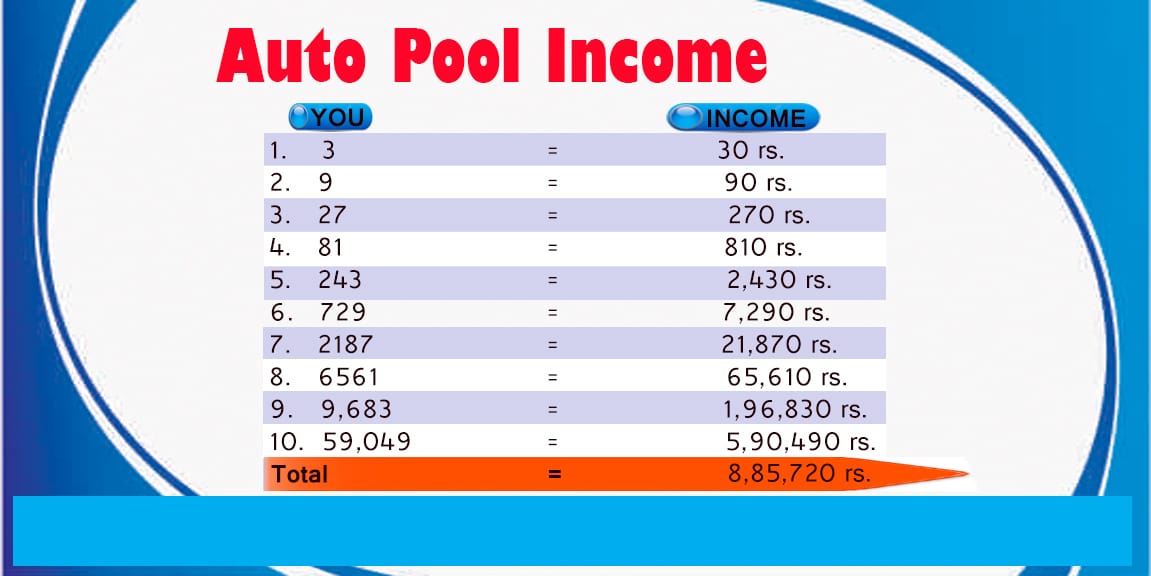 Auto Pool Income
YOU INCOME
1. 3 = 30 rs.
2. 9 = 90 rs.
3. 27 = 270 rs.
4. 81 = 810 rs.
5. 243 = 2,430 rs.
6. 729 = 7,290 rs.
7. 2187 = 21,870 rs.
8. 6561 = 65,610 rs.
9. 9,683 = 1,96,830 rs.
10. 59,049 = 5,90,490 rs.
Total = 8,85,720 rs.